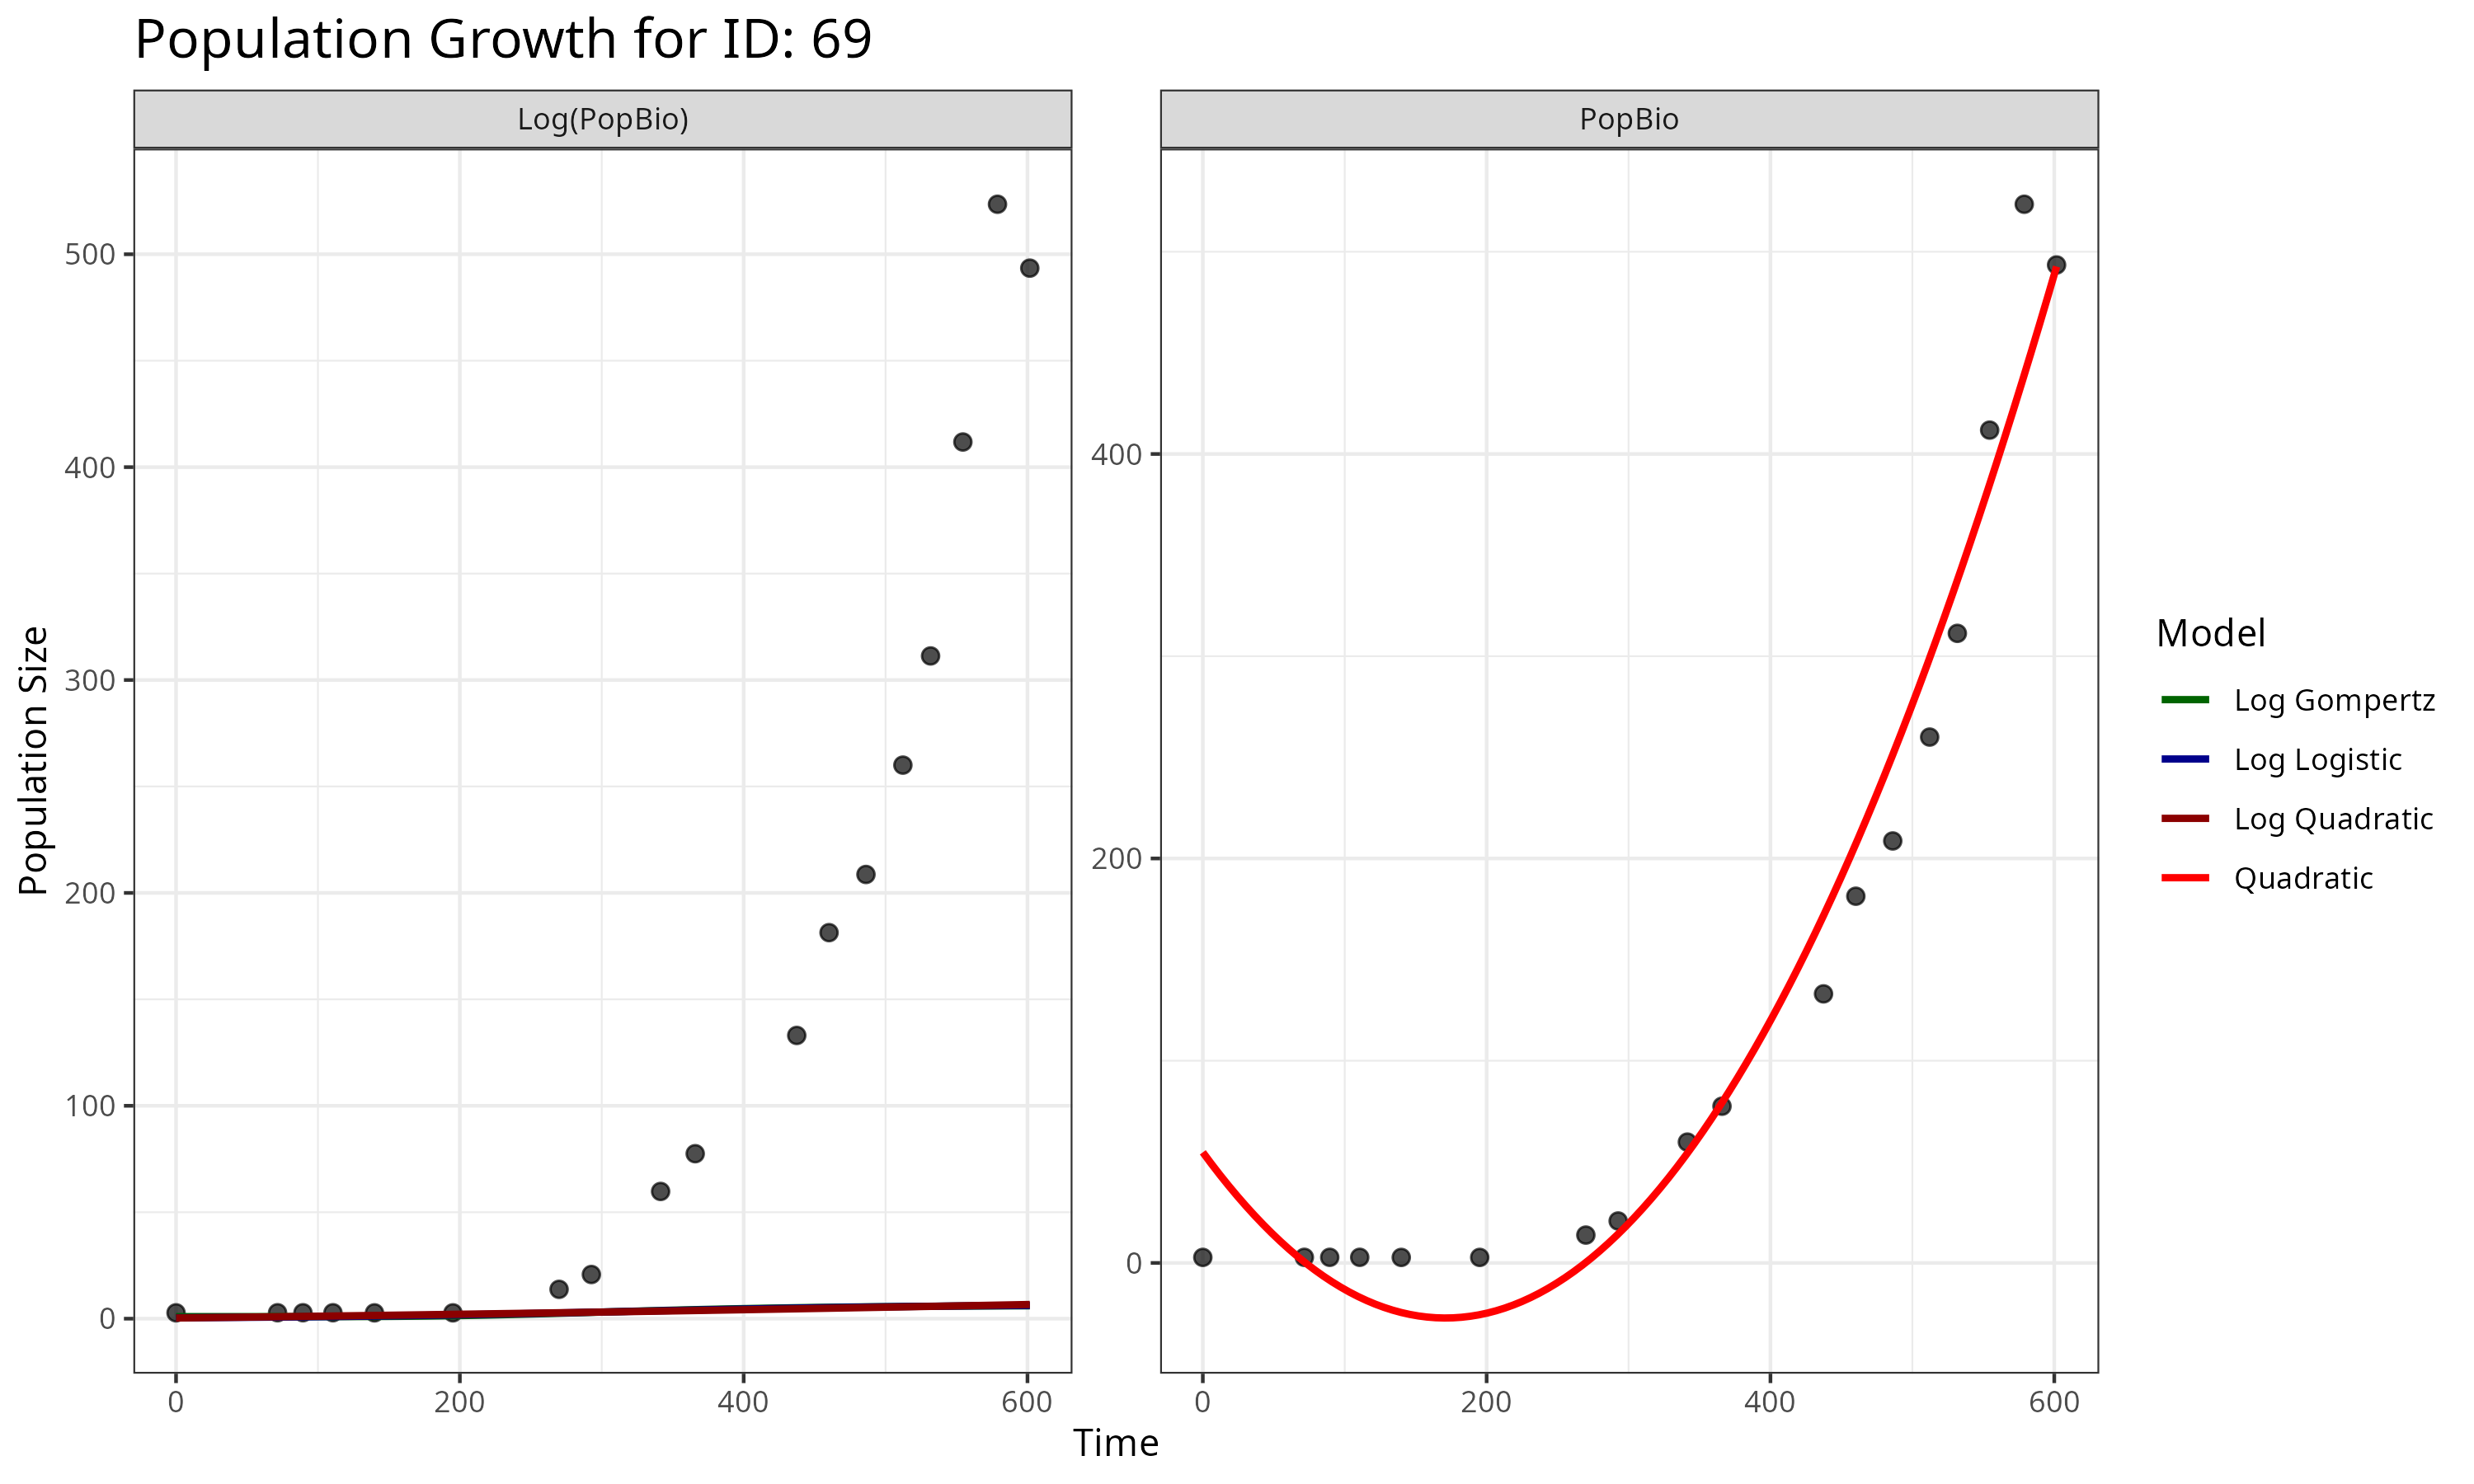 Population Growth for ID: 69
Log(PopBio)
PopBio
Population Size
500
400
300
200
100
0
400
200
0
0 200 400 600
0 200 400 600
Time
Model
Log Gompertz
Log Logistic
Log Quadratic
Quadratic